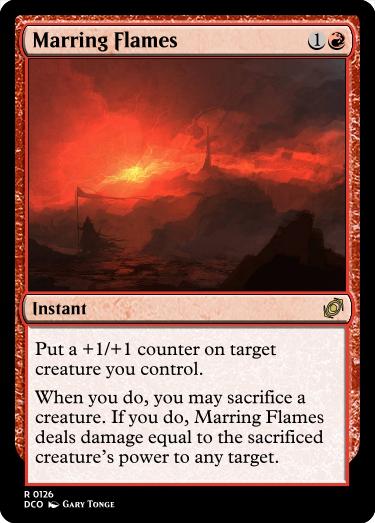 Marring Flames 1
Instant
Put a +1/+1 counter on target
creature you control.
When you do, you may sacrifice a
creature. If you do, Marring Flames
deals damage equal to the sacrificed
creature's power to any target.
R 0126
DCO Gary Tonge